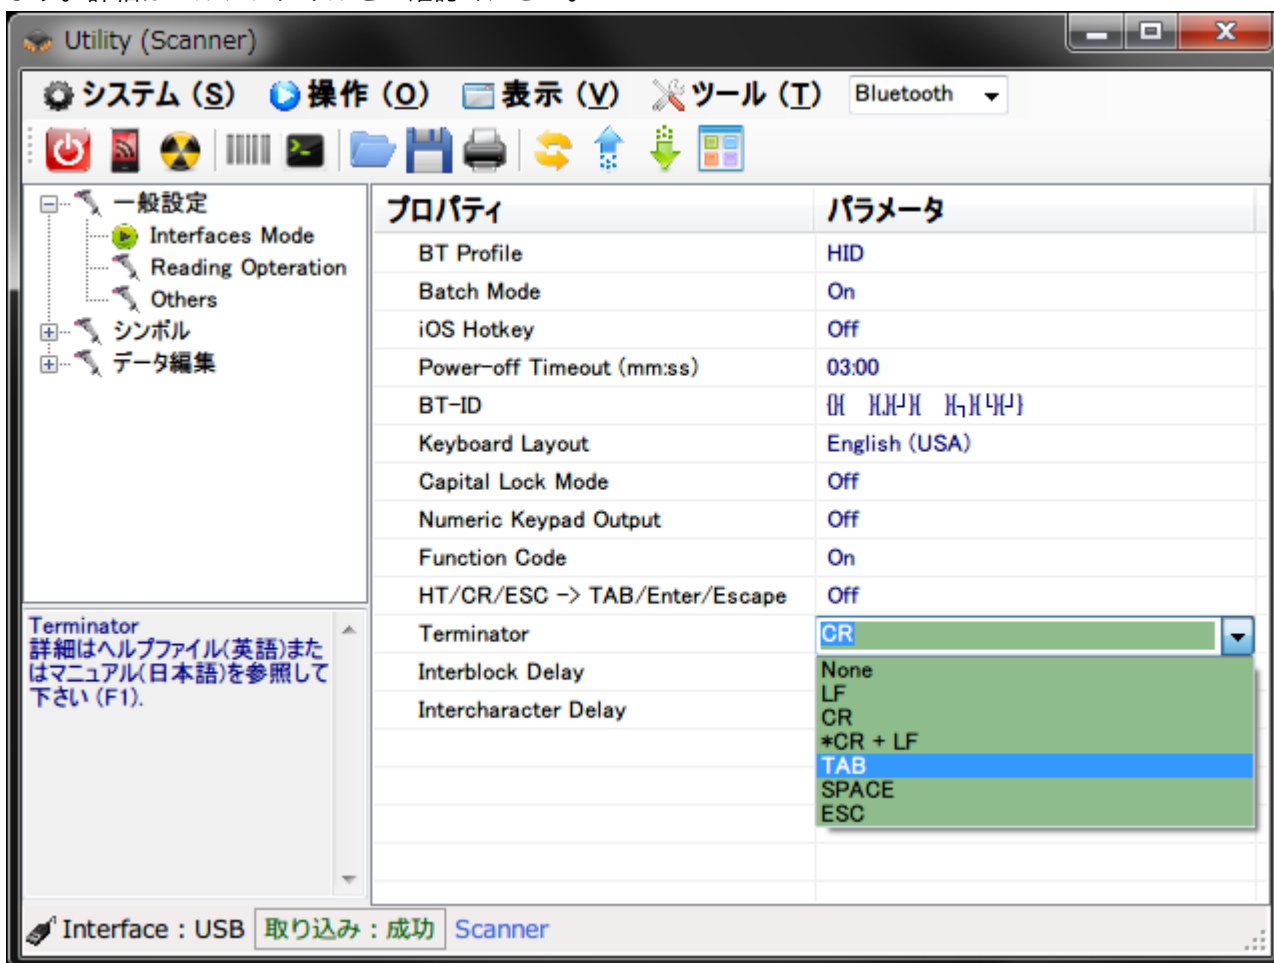 Utility (Scanner)
システム (S) 操作 (O) 表示 (V) ツール (T) Bluetooth
一般設定
Interfaces Mode
Reading Opteration
Others
シンボル
データ編集
Terminator
詳細はヘルプファイル(英語)また
はマニュアル(日本語)を参照して
下さい (F1).
プロパティ パラメータ
BT Profile HID
Batch Mode On
iOS Hotkey Off
Power-off Timeout (mm:ss) 03:00
BT-ID
Keyboard Layout English (USA)
Capital Lock Mode Off
Numeric Keypad Output Off
Function Code On
HT/CR/ESC -> TAB/Enter/Escape Off
Terminator CR
Interblock Delay
Intercharacter Delay
None
LF
CR
*CR + LF
TAB
SPACE
ESC
Interface : USB 取り込み : 成功 Scanner